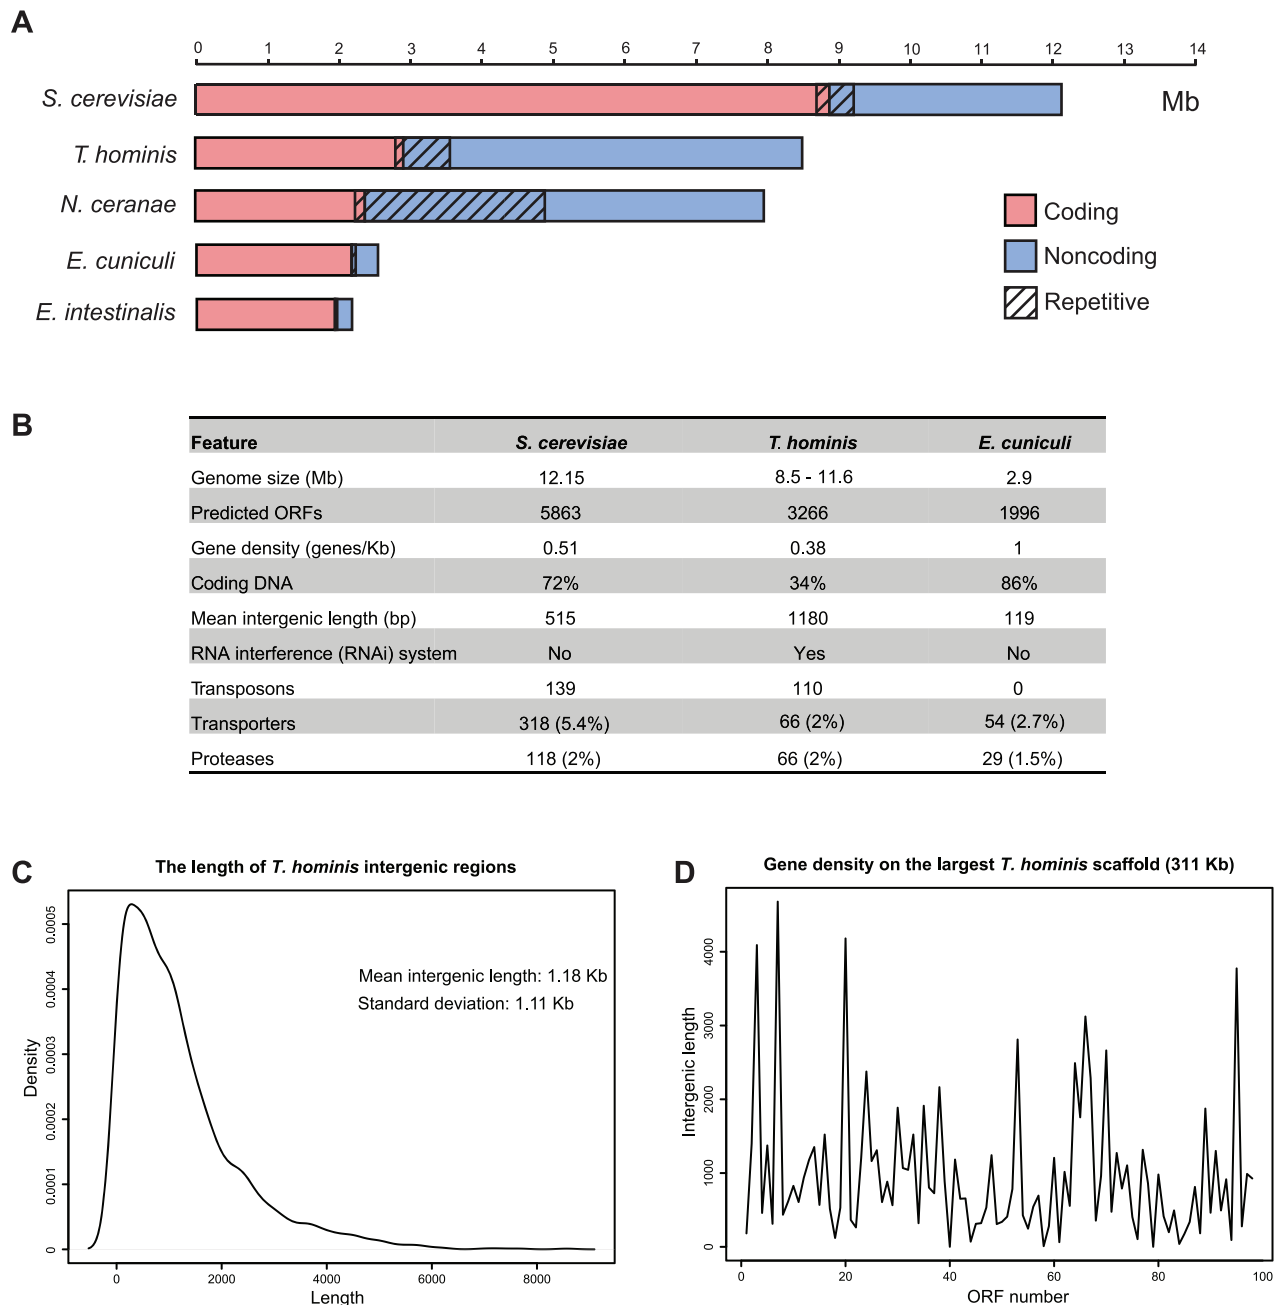 A
0 1 2 3 4 5 6 7 8 9 10 11 12 13 14
S. cerevisiae
Mb
T. hominis
N. ceranae
E. cuniculi
E. intestinalis
Coding
Noncoding
Repetitive
B
Feature S. cerevisiae T. hominis E. cuniculi
Genome size (Mb) 12.15 8.5 - 11.6 2.9
Predicted ORFs 5863 3266 1996
Gene density (genes/Kb) 0.51 0.38 1
Coding DNA 72% 34% 86%
Mean intergenic length (bp) 515 1180 119
RNA interference (RNAi) system No Yes No
Transposons 139 110 0
Transporters 318 (5.4%) 66 (2%) 54 (2.7%)
Proteases 118 (2%) 66 (2%) 29 (1.5%)
C
The length of T. hominis intergenic regions
Density
0.0005
0.0004
0.0003
0.0002
0.0001
0
Mean intergenic length: 1.18 Kb
Standard deviation: 1.11 Kb
0 2000 4000 6000 8000
Length
D
Gene density on the largest T. hominis scaffold (311 Kb)
Intergenic length
4000
3000
2000
1000
0
0 20 40 60 80 100
ORF number